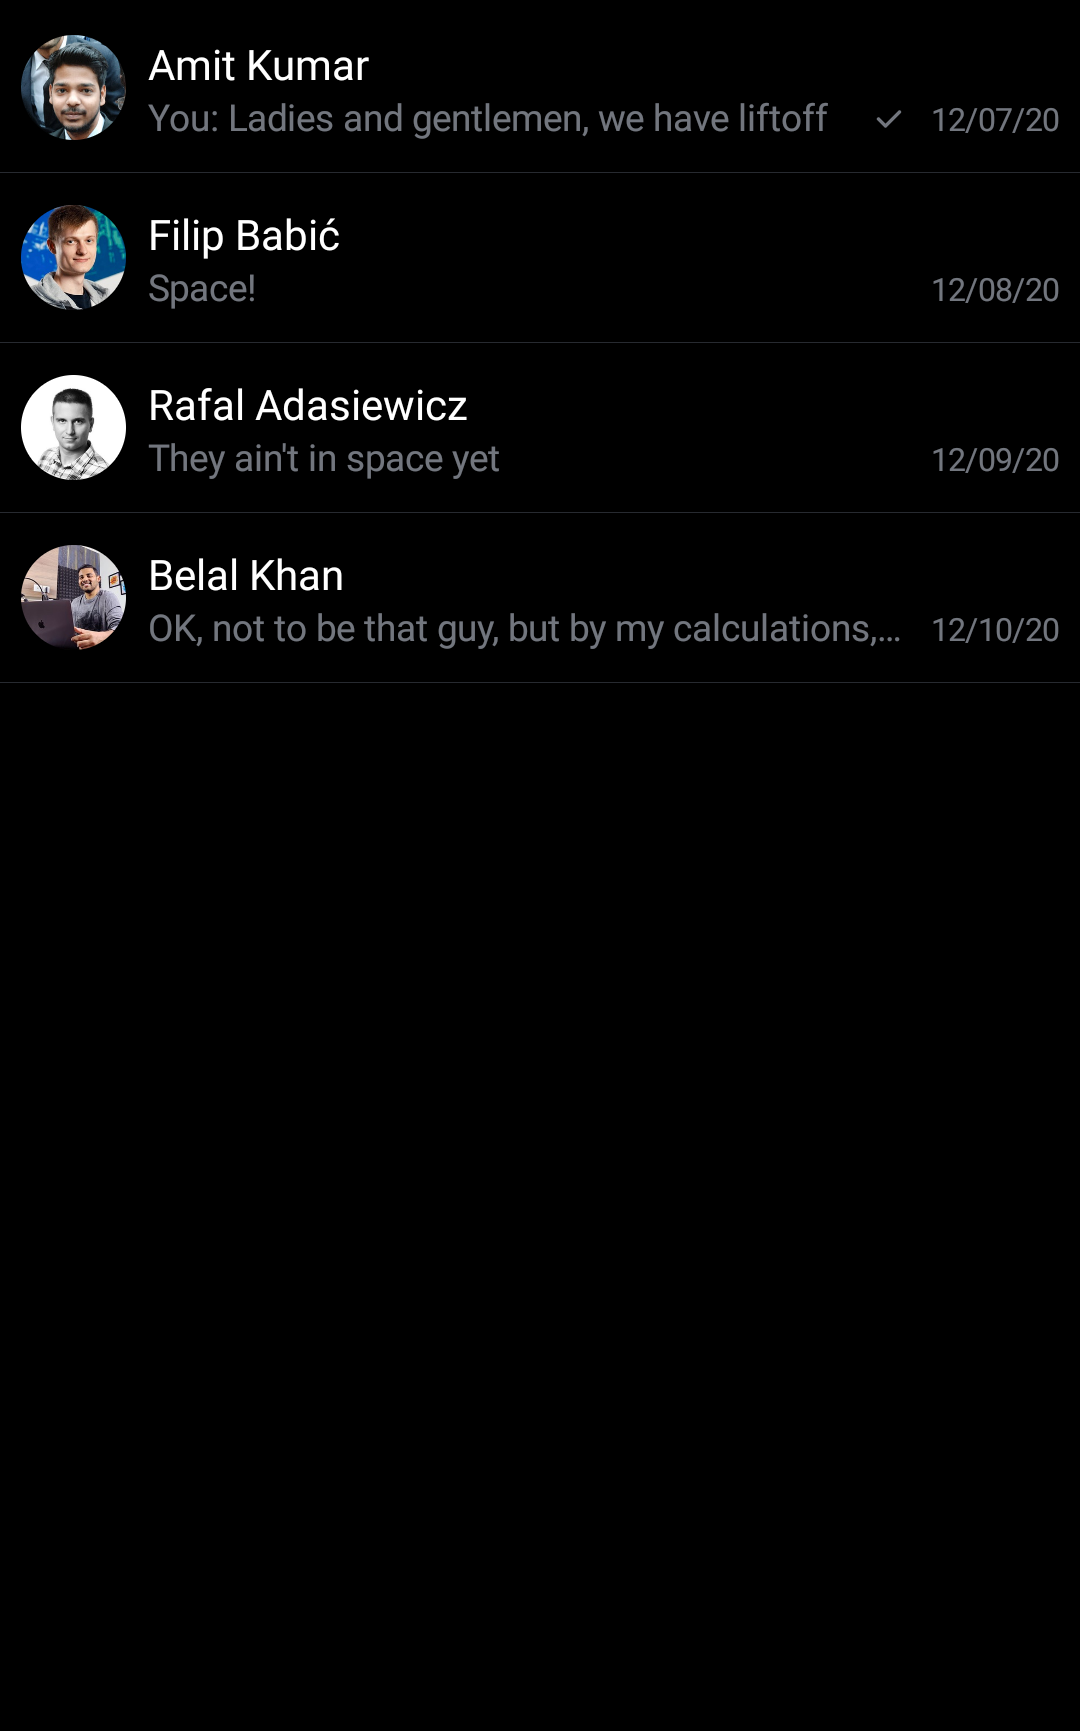 Amit Kumar
You: Ladies and gentlemen, we have liftoff 12/07/20
Filip Babić
Space! 12/08/20
Rafal Adasiewicz
They ain't in space yet 12/09/20
Belal Khan
OK, not to be that guy, but by my calculations,... 12/10/20